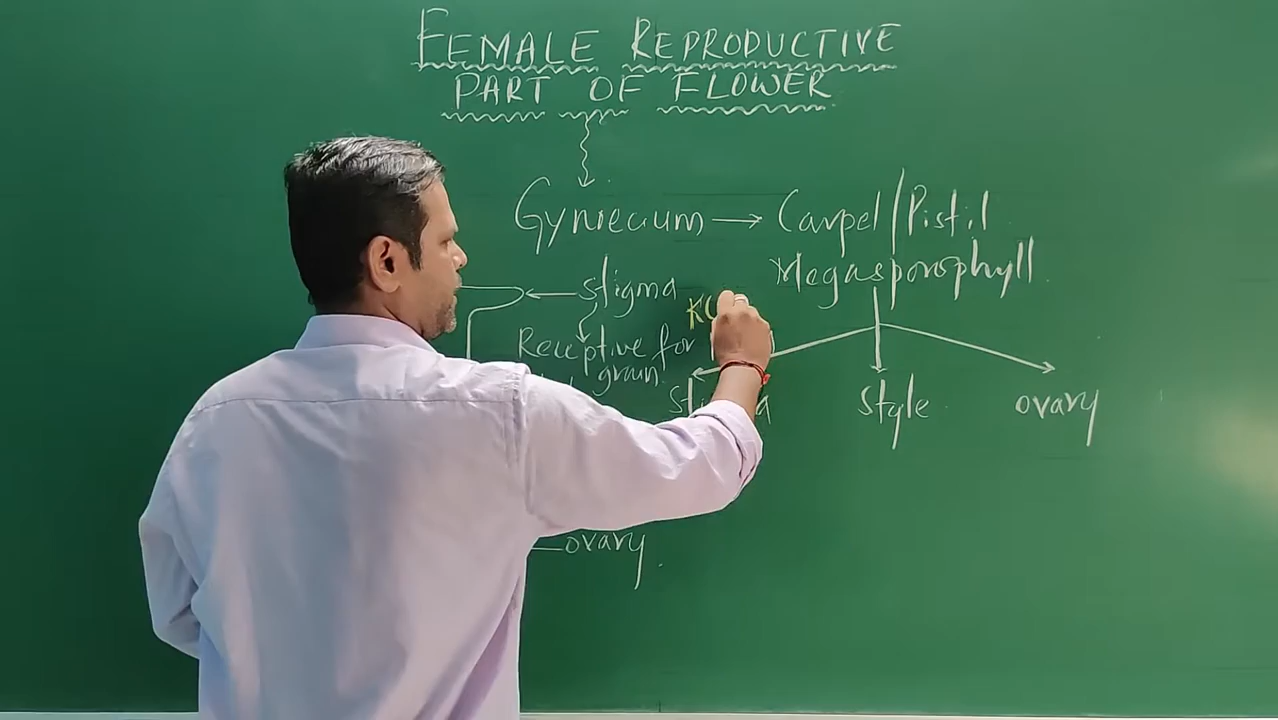 FEMALE REPRODUCTIVE
PART OF FLOWER
Gynoecium → Carpel/Pistil
Megasporophyll
stigma
Receptive for
grain
style
ovary
ovary